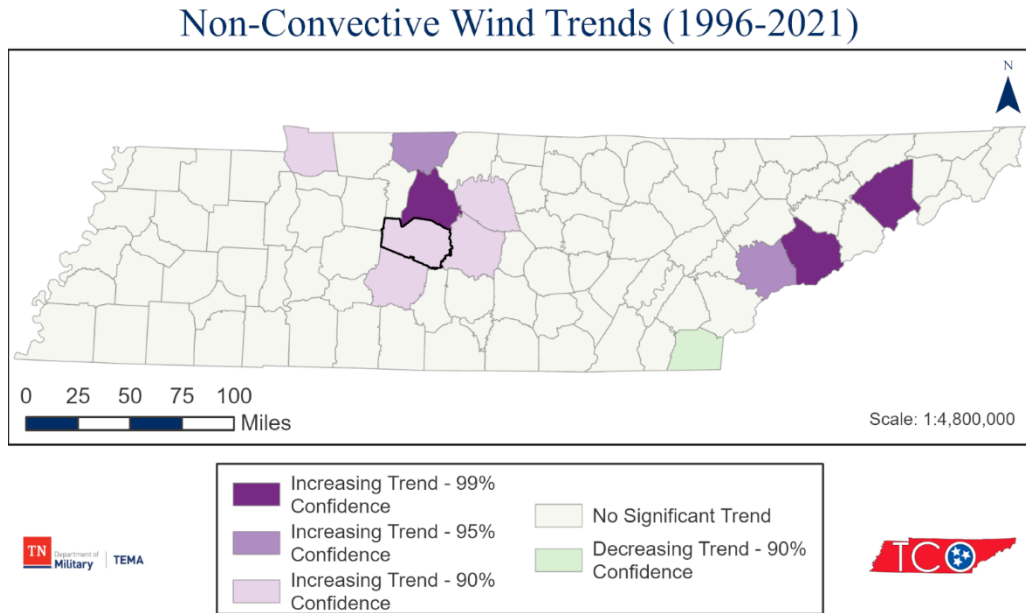 Non-Convective Wind Trends (1996-2021)
N
0 25 50 75 100
Miles
Scale: 1:4,800,000
Increasing Trend - 99%
Confidence
Increasing Trend - 95%
Confidence
Increasing Trend - 90%
Confidence
No Significant Trend
Decreasing Trend - 90%
Confidence
TN
Department of
Military
TEMA
TCO